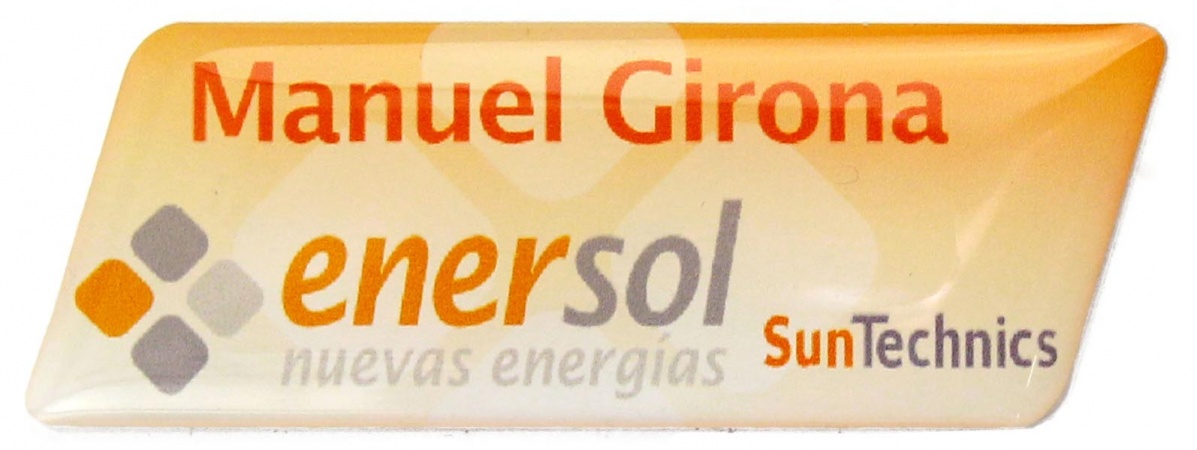 Manuel Girona
enersol
nuevas energías
SunTechnics